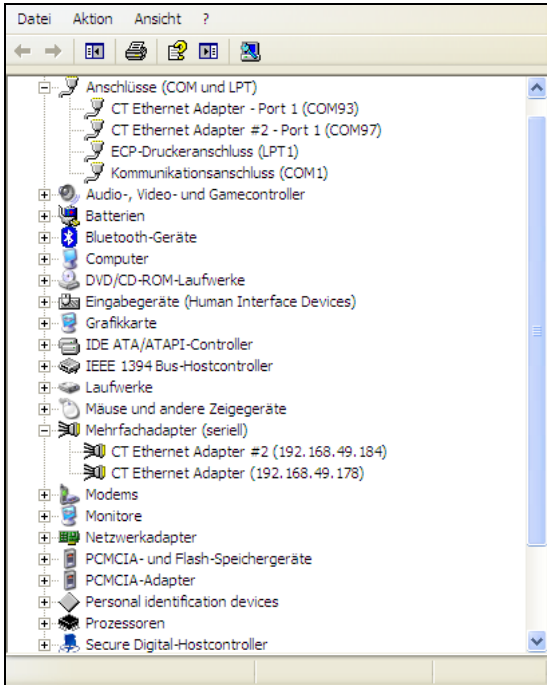 Datei Aktion Ansicht ?
Anschlüsse (COM und LPT)
CT Ethernet Adapter - Port 1 (COM93)
CT Ethernet Adapter #2 - Port 1 (COM97)
ECP-Druckeranschluss (LPT1)
Kommunikationsanschluss (COM1)
Audio-, Video- und Gamecontroller
Batterien
Bluetooth-Geräte
Computer
DVD/CD-ROM-Laufwerke
Eingabegeräte (Human Interface Devices)
Grafikkarte
IDE ATA/ATAPI-Controller
IEEE 1394 Bus-Hostcontroller
Laufwerke
Mäuse und andere Zeigegeräte
Mehrfachadapter (seriell)
CT Ethernet Adapter #2 (192.168.49.184)
CT Ethernet Adapter (192.168.49.178)
Modems
Monitore
Netzwerkadapter
PCMCIA- und Flash-Speichergeräte
PCMCIA-Adapter
Personal identification devices
Prozessoren
Secure Digital-Hostcontroller